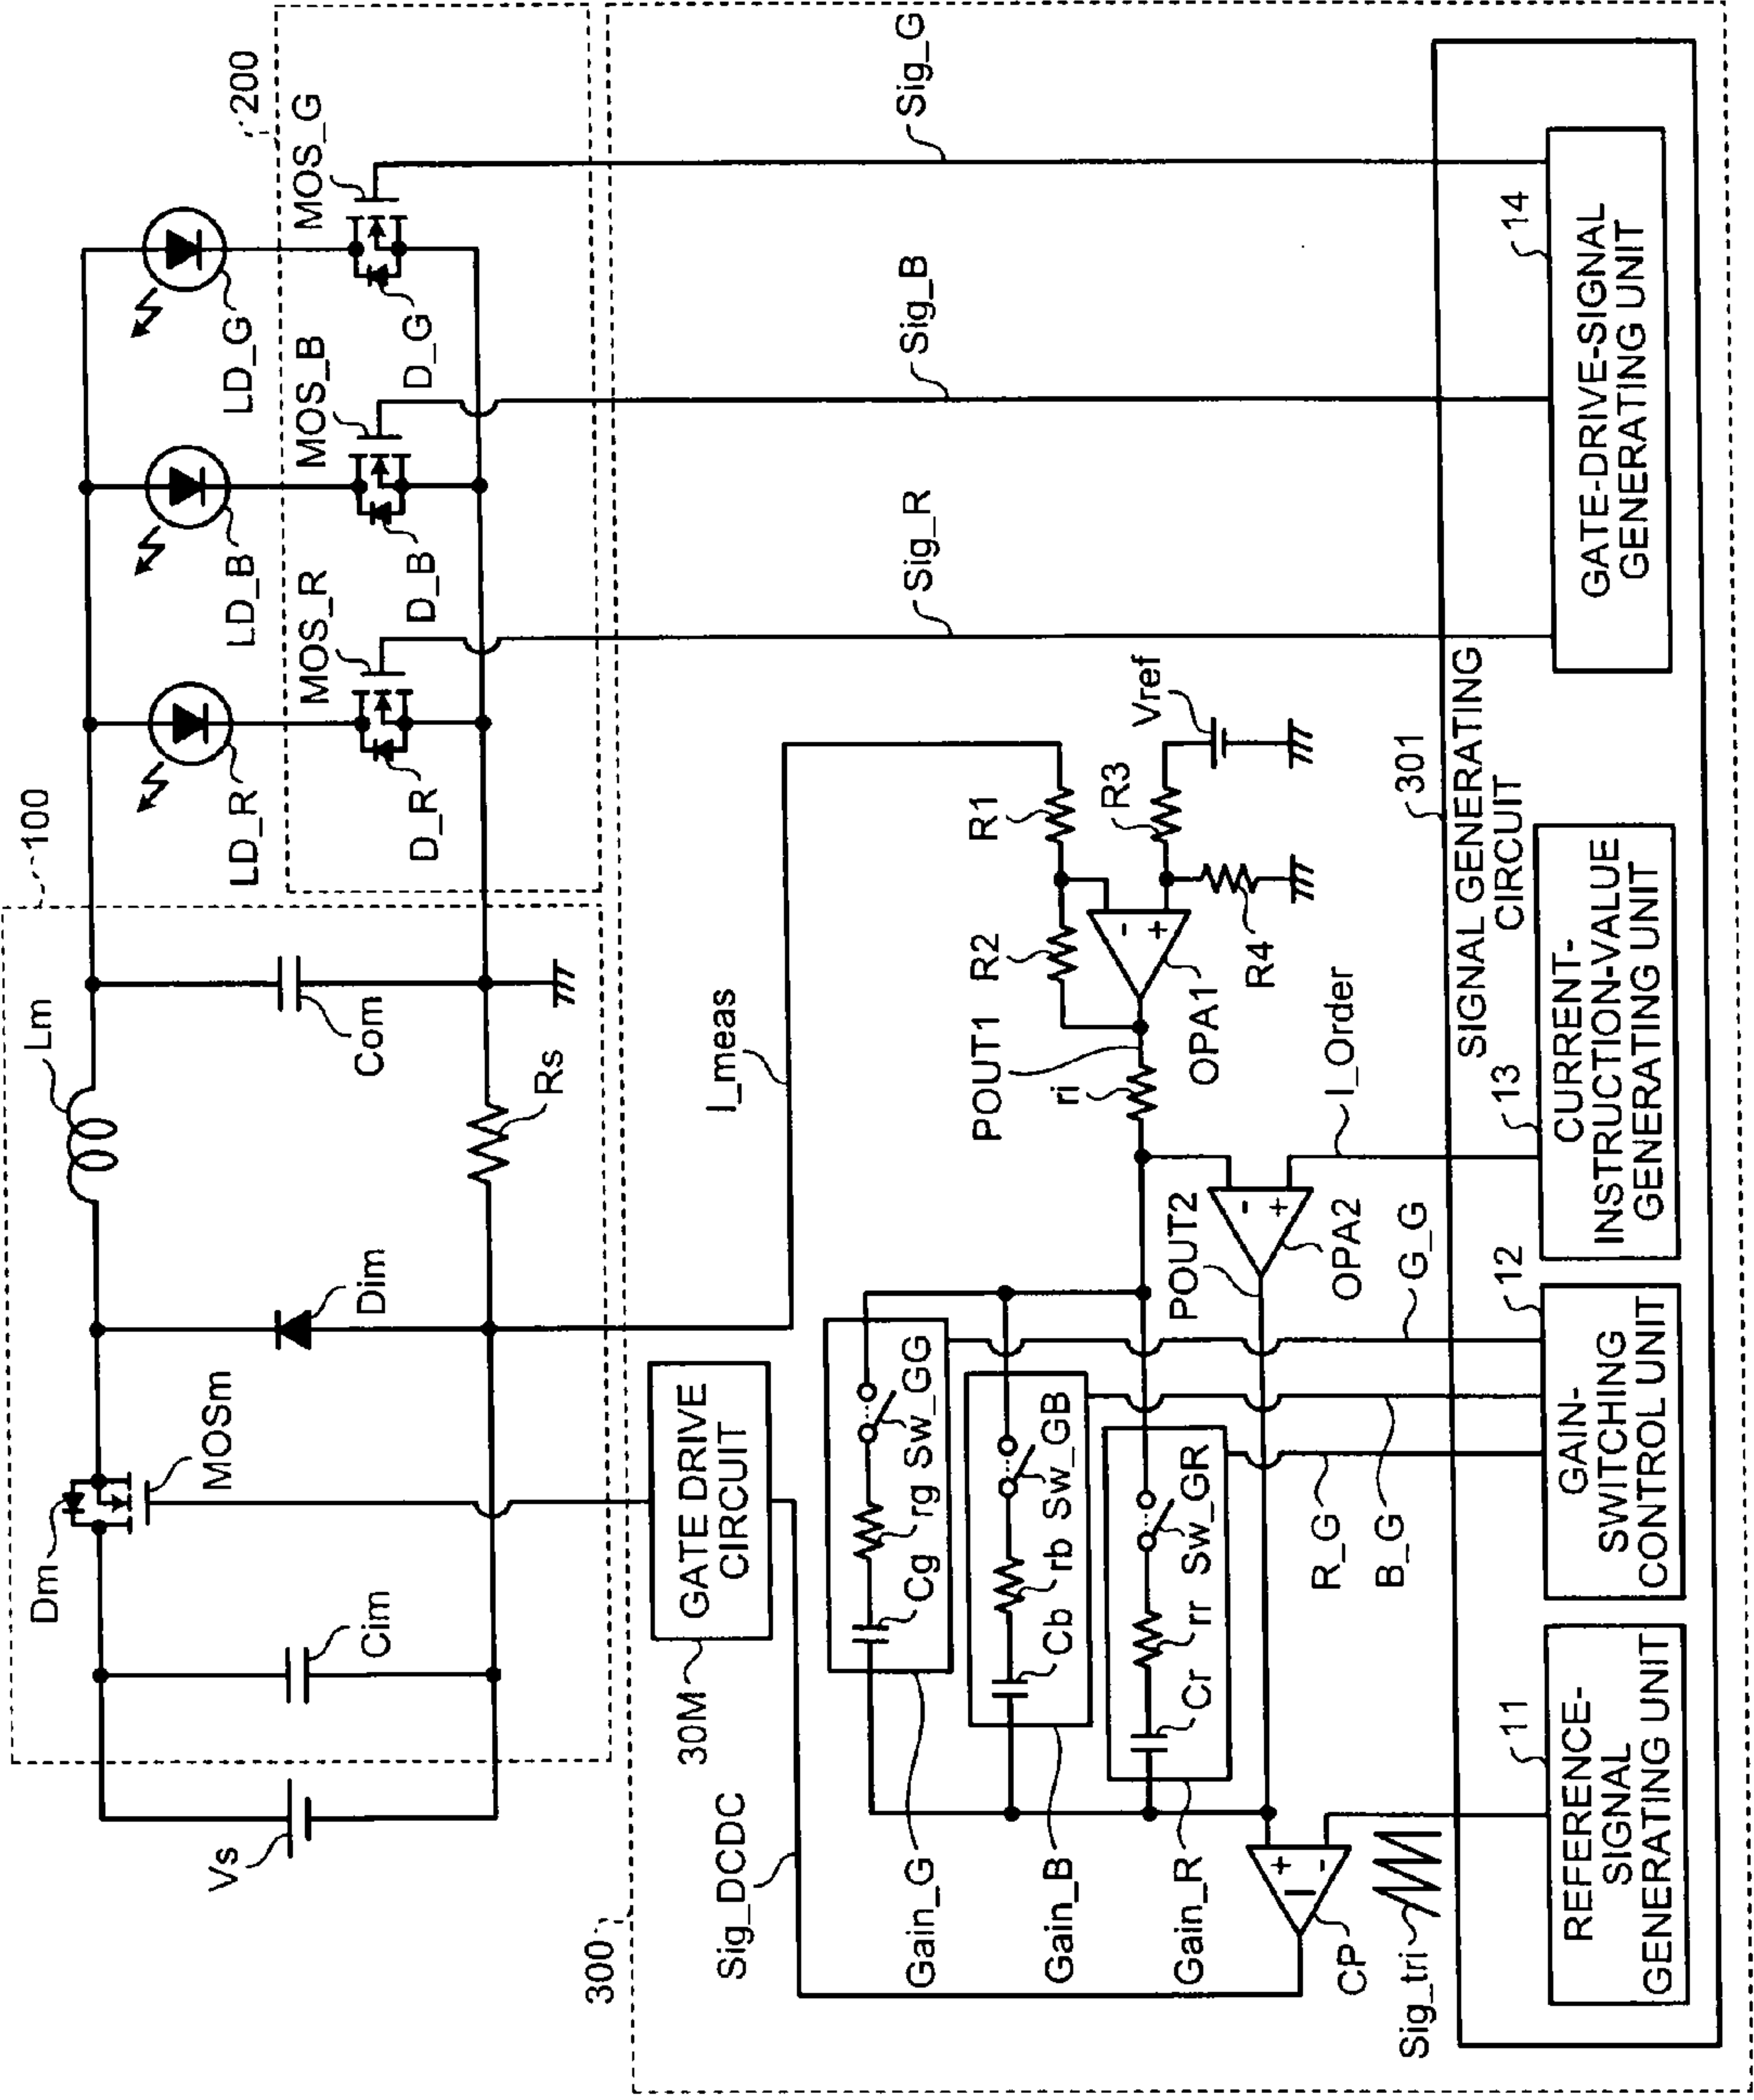 100
200
Dm
Lm
LD_R
LD_B
LD_G
Vs
Cim
MOSm
Dim
Com
Rs
MOS_R
MOS_B
MOS_G
D_R
D_B
D_G
300
30M
GATE DRIVE
CIRCUIT
Sig_DCDC
I_meas
Sig_R
Sig_B
Sig_G
Gain_G
Cg
rg
Sw_GG
Gain_B
Cb
rb
Sw_GB
Gain_R
Cr
rr
Sw_GR
POUT1
ri
R2
R1
R3
Vref
-
+
OPA1
R4
POUT2
-
+
OPA2
I_Order
+
-
CP
Sig_tri
R_G
B_G
G_G
301
SIGNAL GENERATING
CIRCUIT
11
REFERENCE-
SIGNAL
GENERATING UNIT
12
GAIN-
SWITCHING
CONTROL UNIT
13
CURRENT-
INSTRUCTION-VALUE
GENERATING UNIT
14
GATE-DRIVE-SIGNAL
GENERATING UNIT